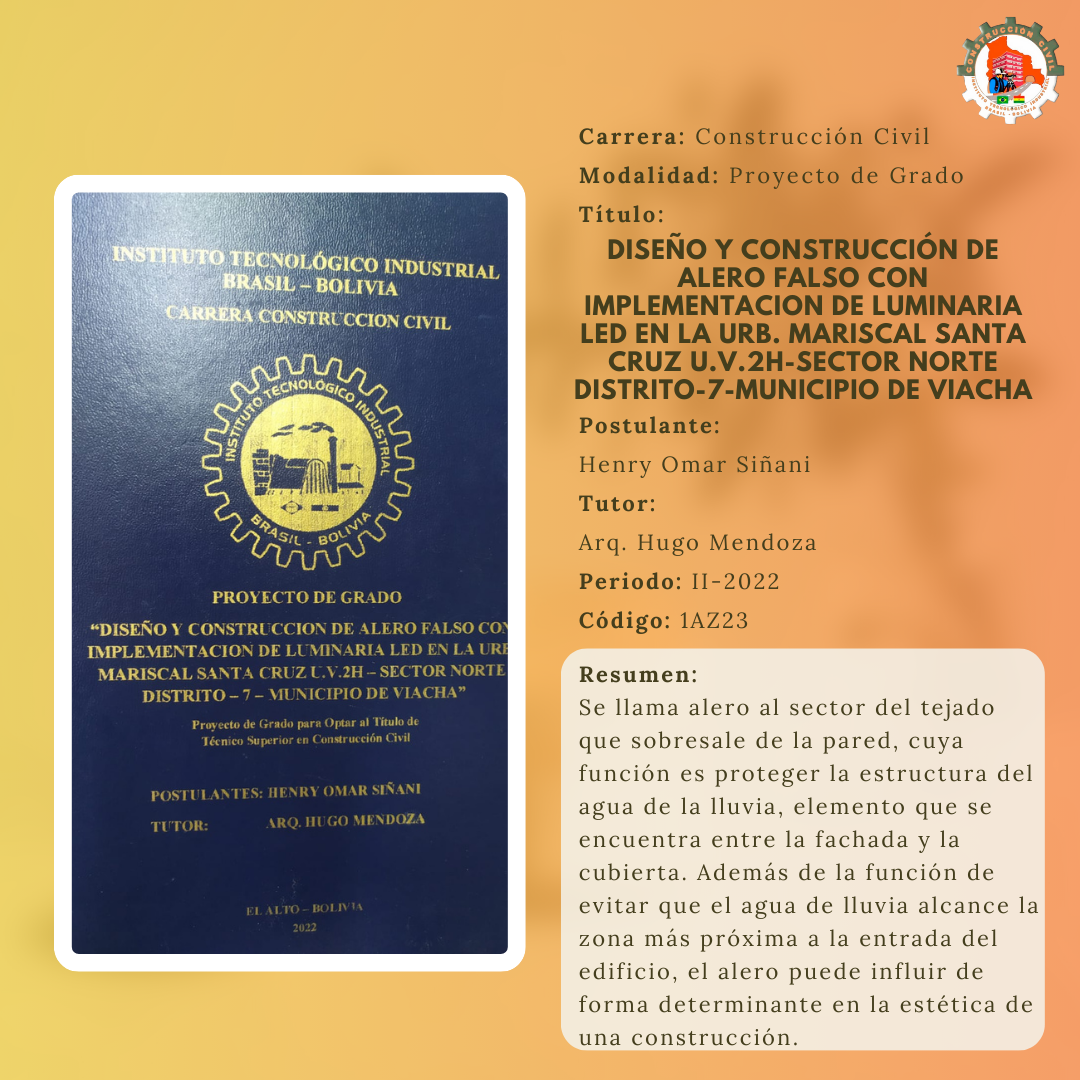 CONSTRUCCION CIVIL
INSTITUTO TECNOLÓGICO INDUSTRIAL
BRASIL - BOLIVIA
Carrera: Construcción Civil
Modalidad: Proyecto de Grado
Título:
DISEÑO Y CONSTRUCCIÓN DE
ALERO FALSO CON
IMPLEMENTACION DE LUMINARIA
LED EN LA URB. MARISCAL SANTA
CRUZ U.V.2H-SECTOR NORTE
DISTRITO-7-MUNICIPIO DE VIACHA
Postulante:
Henry Omar Siñani
Tutor:
Arq. Hugo Mendoza
Periodo: II-2022
Código: 1AZ23
Resumen:
Se llama alero al sector del tejado
que sobresale de la pared, cuya
función es proteger la estructura del
agua de la lluvia, elemento que se
encuentra entre la fachada y la
cubierta. Además de la función de
evitar que el agua de lluvia alcance la
zona más próxima a la entrada del
edificio, el alero puede influir de
forma determinante en la estética de
una construcción.
INSTITUTO TECNOLÓGICO INDUSTRIAL
BRASIL – BOLIVIA
CARRERA CONSTRUCCION CIVIL
INSTITUTO TECNOLÓGICO INDUSTRIAL
BRASIL - BOLIVIA
PROYECTO DE GRADO
“DISEÑO Y CONSTRUCCION DE ALERO FALSO CON
IMPLEMENTACION DE LUMINARIA LED EN LA URB
MARISCAL SANTA CRUZ U.V.2H – SECTOR NORTE
DISTRITO – 7 – MUNICIPIO DE VIACHA”
Proyecto de Grado para Optar al Título de
Técnico Superior en Construcción Civil
POSTULANTES: HENRY OMAR SIÑANI
TUTOR: ARQ. HUGO MENDOZA
EL ALTO – BOLIVIA
2022